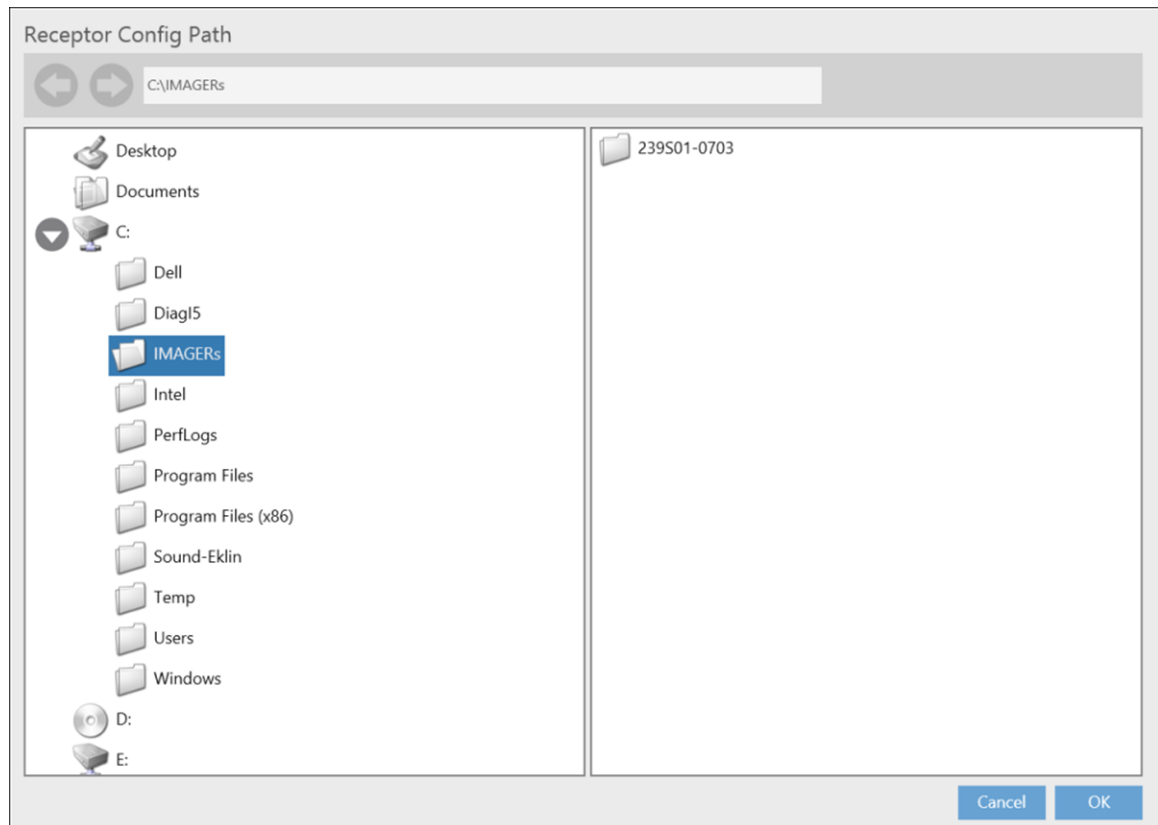 Receptor Config Path
C:\IMAGERs
Desktop
Documents
C:
Dell
DiagI5
IMAGERs
Intel
PerfLogs
Program Files
Program Files (x86)
Sound-Eklin
Temp
Users
Windows
D:
E:
239S01-0703
Cancel
OK